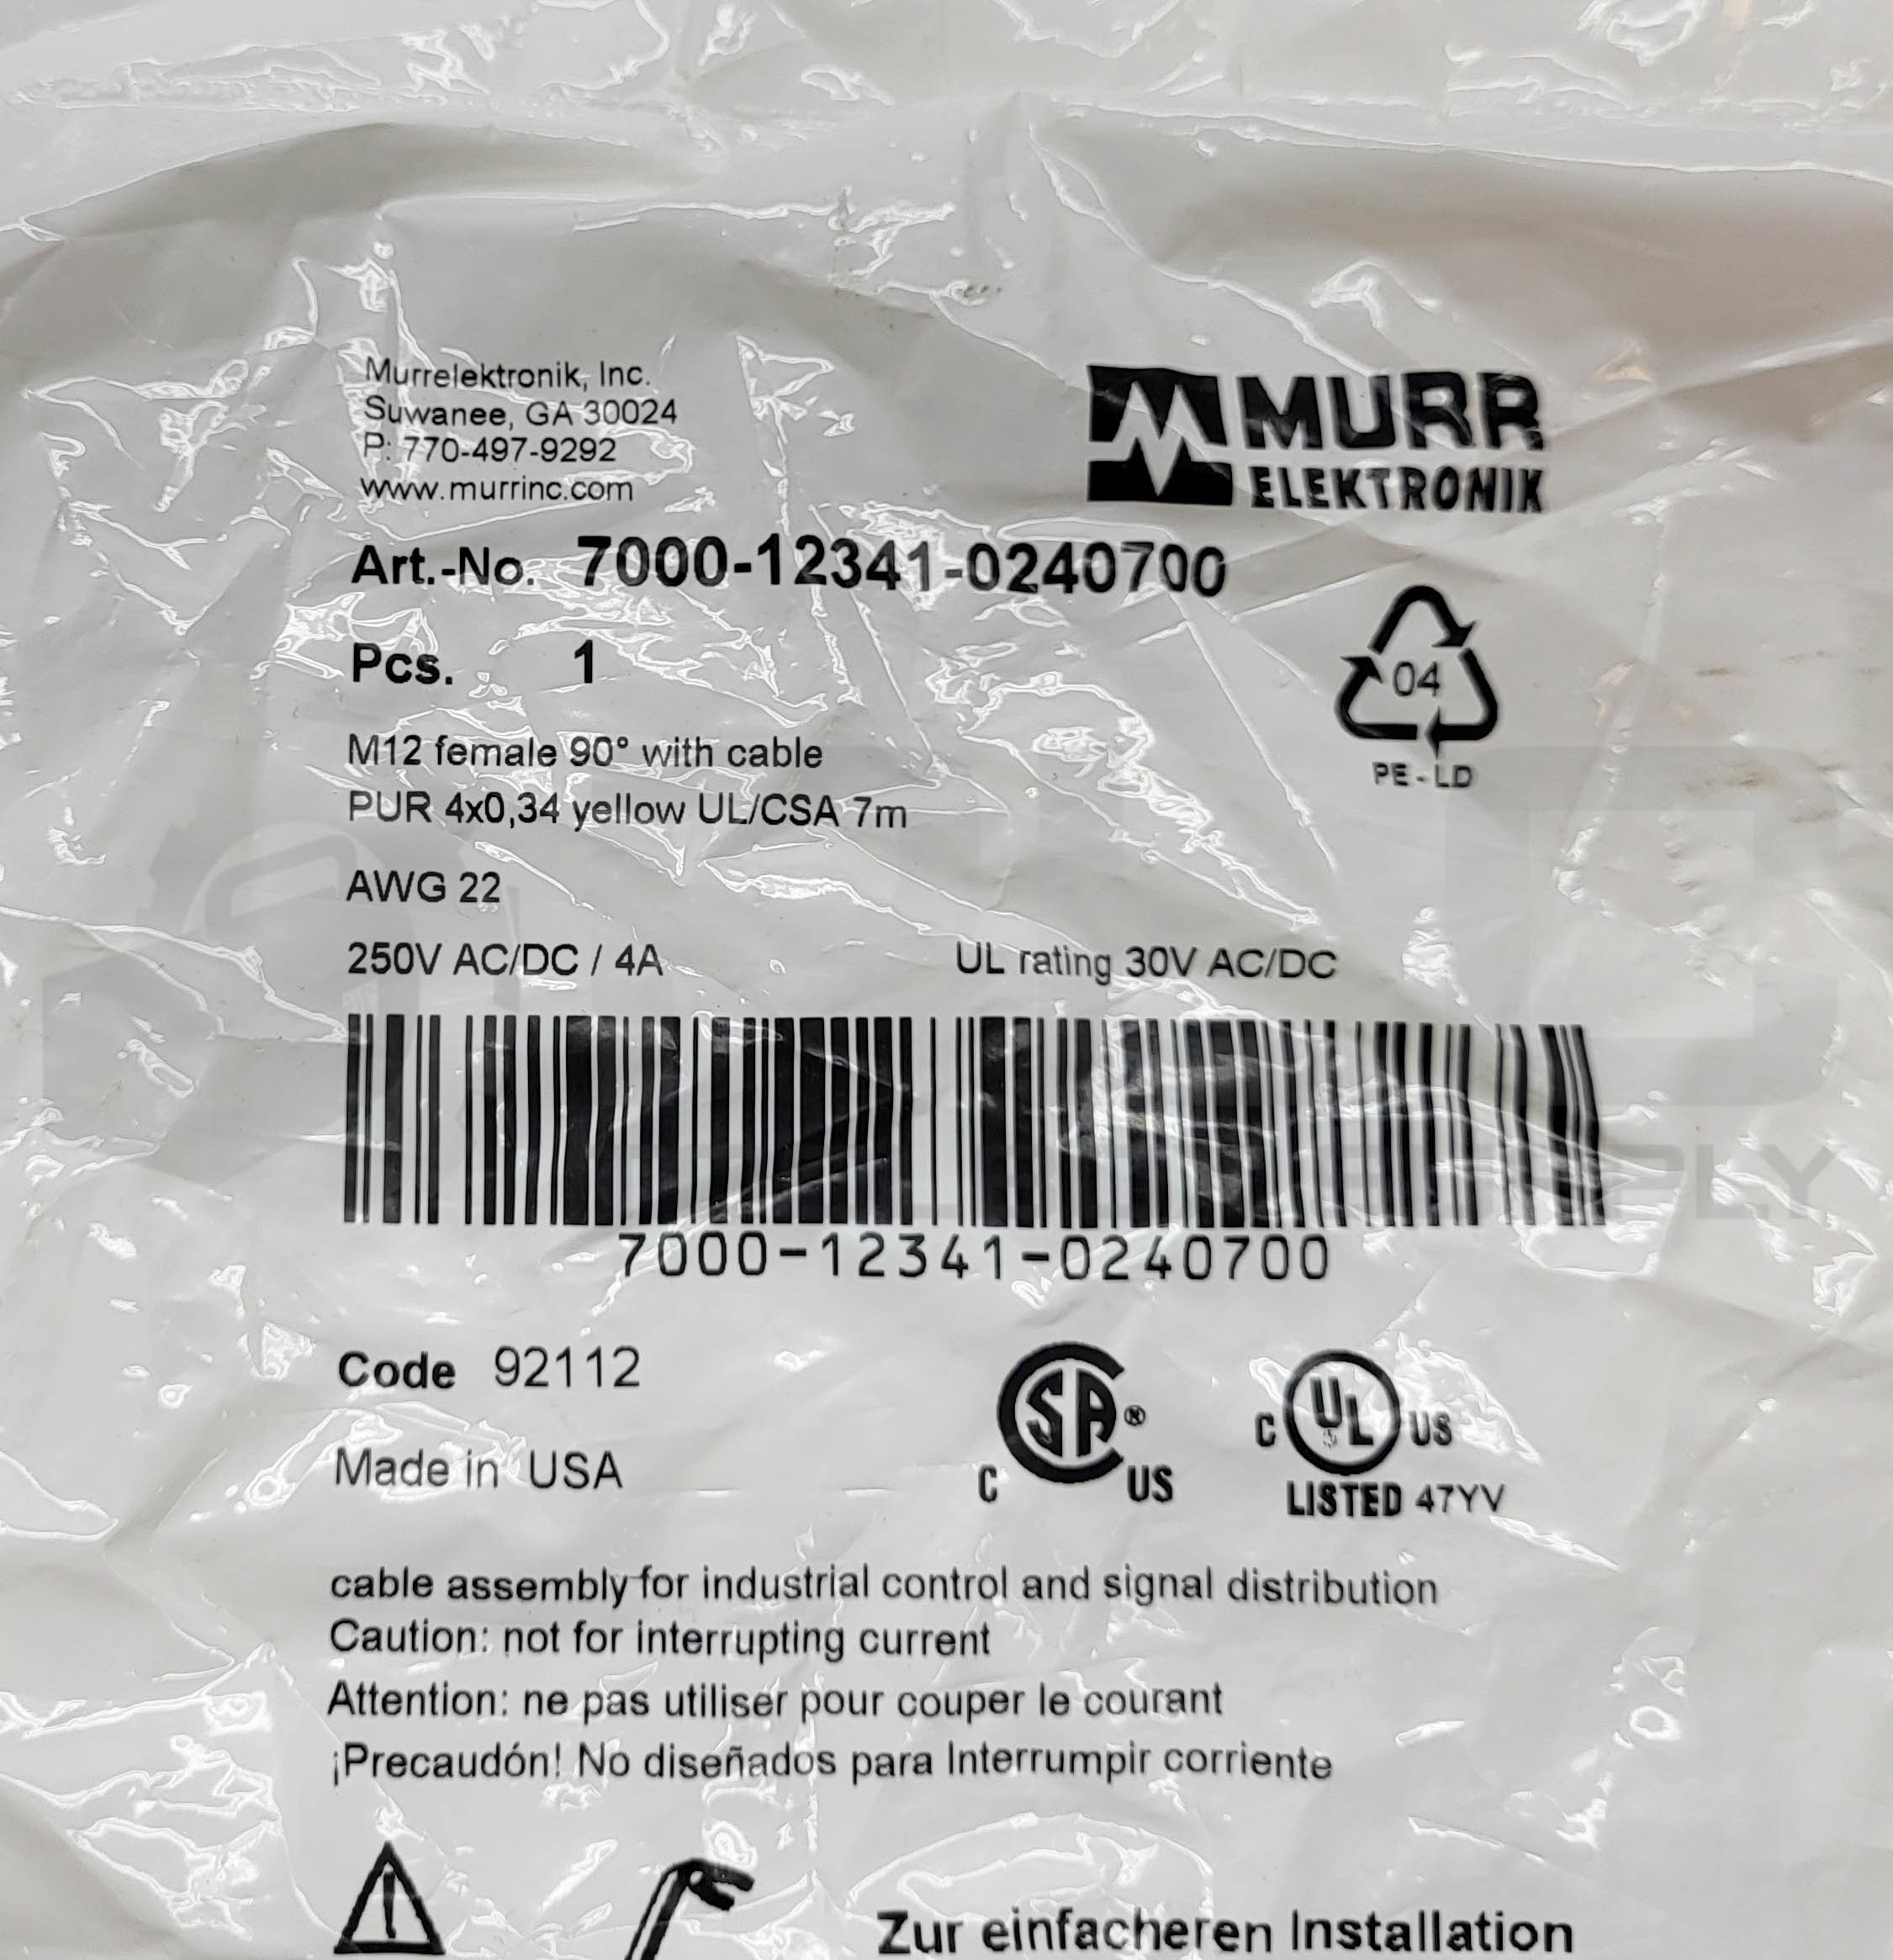 Murrelektronik, Inc.
Suwanee, GA 30024
P: 770-497-9292
www.murrinc.com
MURR
ELEKTRONIK
Art.-No. 7000-12341-0240700
04
PE-LD
Pcs. 1
M12 female 90° with cable
PUR 4x0,34 yellow UL/CSA 7m
AWG 22
250V AC/DC / 4A UL rating 30V AC/DC
7000-12341-0240700
Code 92112
Made in USA
C SA ® US
C UL US
LISTED 47YV
cable assembly for industrial control and signal distribution
Caution: not for interrupting current
Attention: ne pas utiliser pour couper le courant
¡Precaudón! No diseñados para Interrumpir corriente
Zur einfacheren Installation